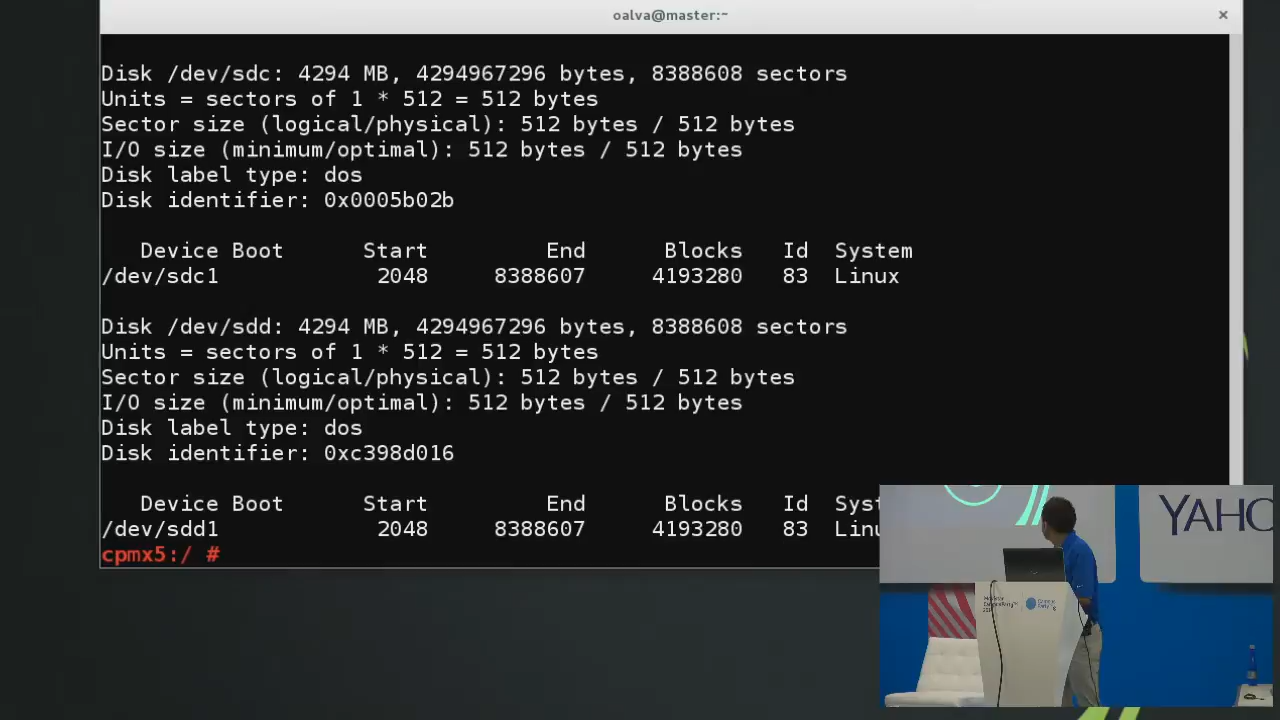 oalva@master:~
Disk /dev/sdc: 4294 MB, 4294967296 bytes, 8388608 sectors
Units = sectors of 1 * 512 = 512 bytes
Sector size (logical/physical): 512 bytes / 512 bytes
I/O size (minimum/optimal): 512 bytes / 512 bytes
Disk label type: dos
Disk identifier: 0x0005b02b
Device Boot Start End Blocks Id System
/dev/sdc1 2048 8388607 4193280 83 Linux
Disk /dev/sdd: 4294 MB, 4294967296 bytes, 8388608 sectors
Units = sectors of 1 * 512 = 512 bytes
Sector size (logical/physical): 512 bytes / 512 bytes
I/O size (minimum/optimal): 512 bytes / 512 bytes
Disk label type: dos
Disk identifier: 0xc398d016
Device Boot Start End Blocks Id Syst
/dev/sdd1 2048 8388607 4193280 83 Linu
cpmx5:/ #
YAHO